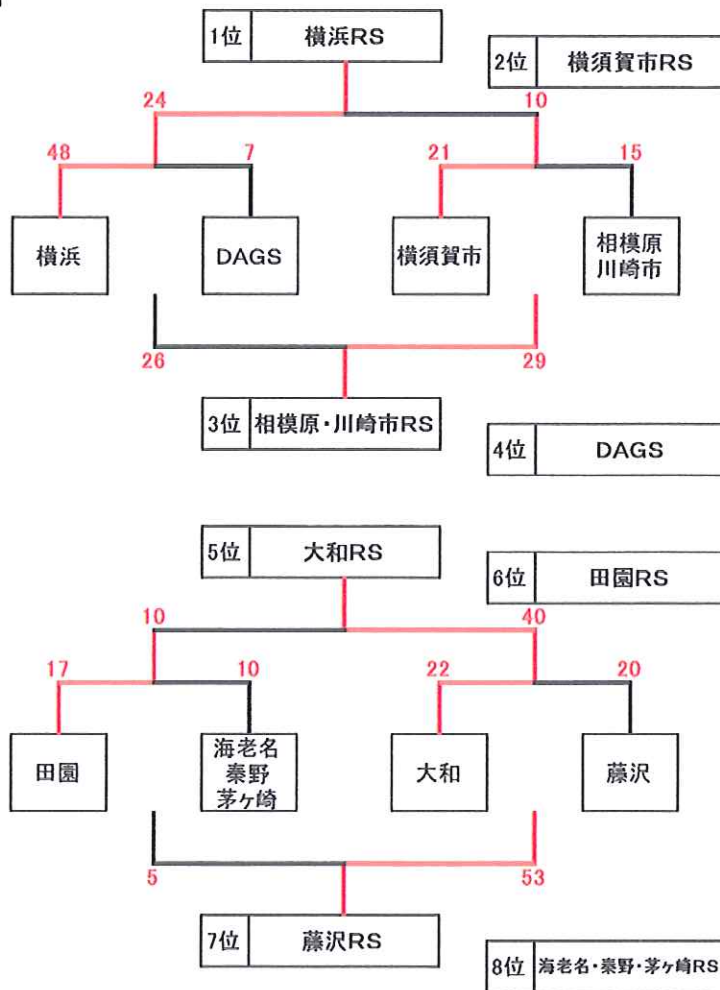 1位 横浜RS
2位 横須賀市RS
24 10
48 7 21 15
横浜 DAGS 横須賀市 相模原
川崎市
26 29
3位 相模原・川崎市RS
4位 DAGS
5位 大和RS
6位 田園RS
10 40
17 10 22 20
田園 海老名
秦野
茅ヶ崎 大和 藤沢
5 53
7位 藤沢RS
8位 海老名・秦野・茅ヶ崎RS